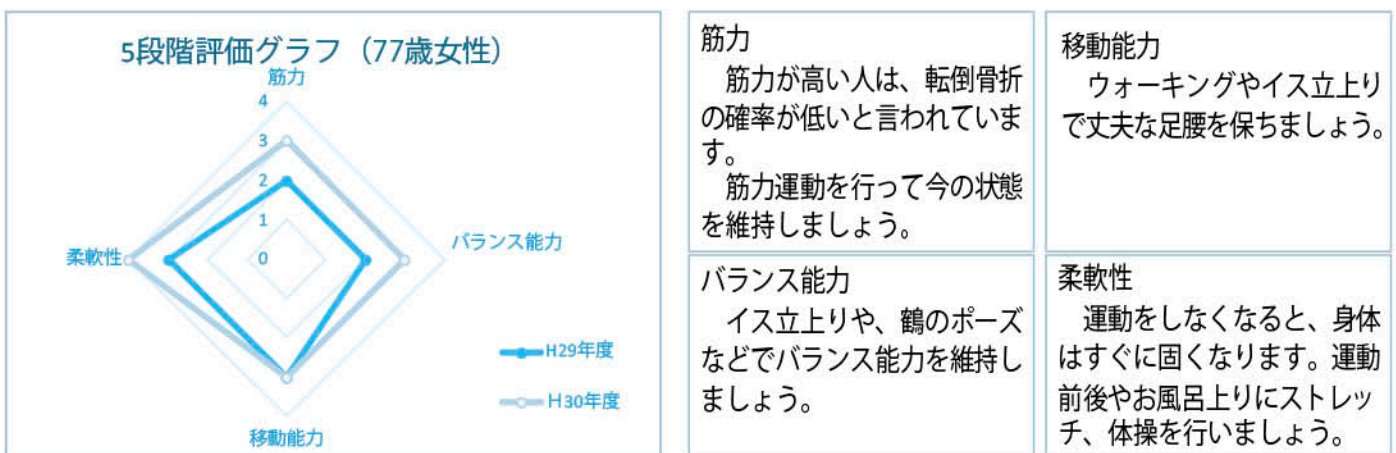 5段階評価グラフ（77歳女性）
筋力
4
3
2
1
0
柔軟性
バランス能力
移動能力
H29年度
Ｈ30年度
筋力
　筋力が高い人は、転倒骨折
の確率が低いと言われていま
す。
　筋力運動を行って今の状態
を維持しましょう。
移動能力
　ウォーキングやイス立上り
で丈夫な足腰を保ちましょう。
バランス能力
　イス立上りや、鶴のポーズ
などでバランス能力を維持し
ましょう。
柔軟性
　運動をしなくなると、身体
はすぐに固くなります。運動
前後やお風呂上りにストレッ
チ、体操を行いましょう。